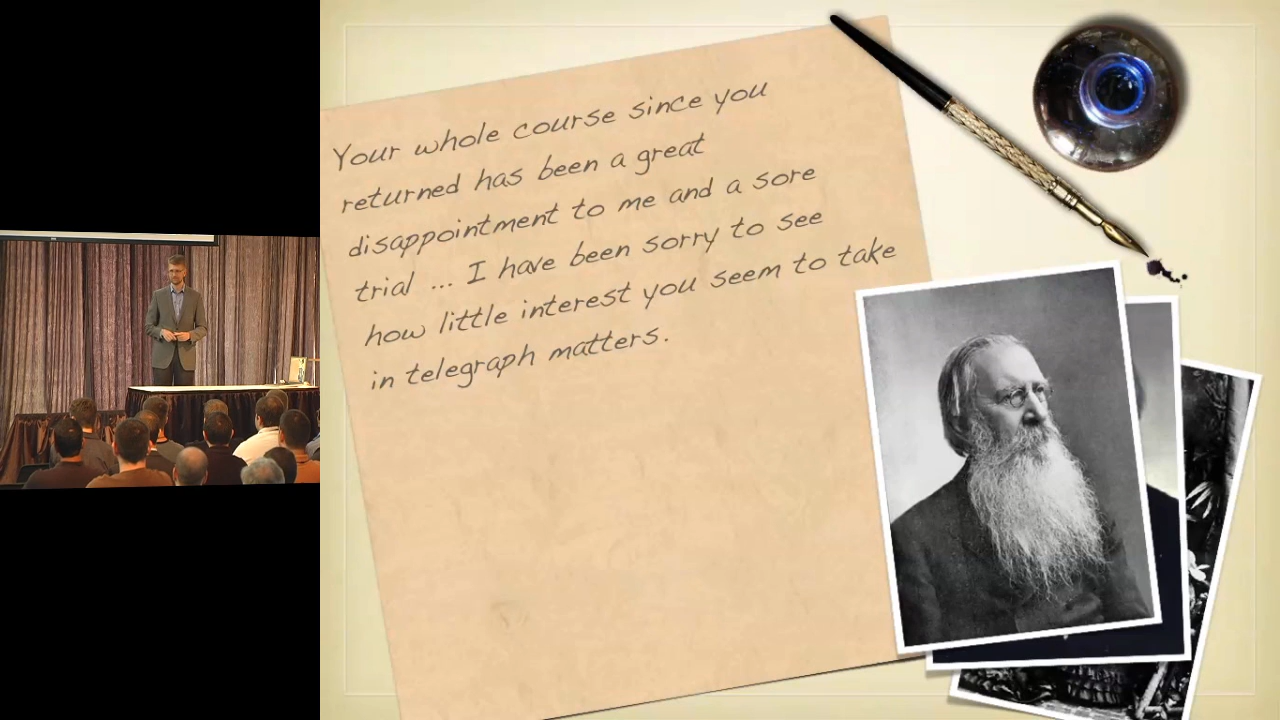 Your whole course since you
returned has been a great
disappointment to me and a sore
trial ... I have been sorry to see
how little interest you seem to take
in telegraph matters.